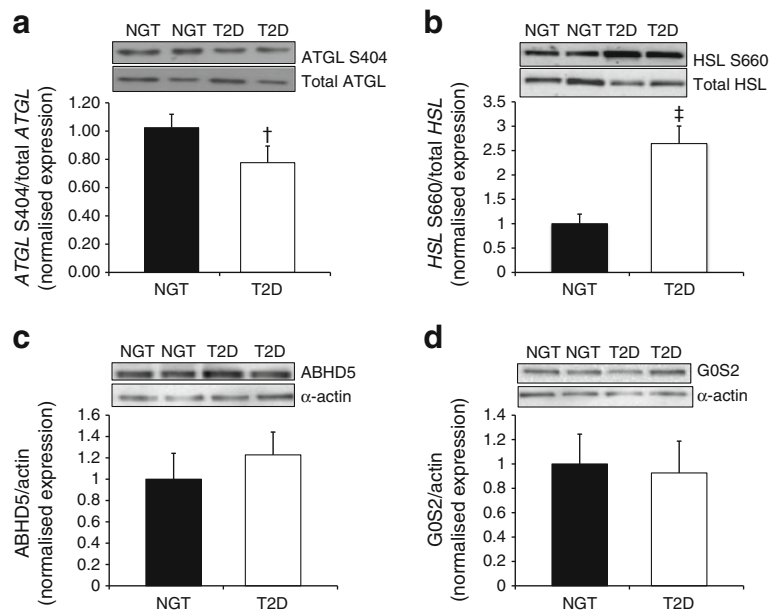 a
NGT NGT T2D T2D
ATGL S404
Total ATGL
ATGL S404/total ATGL
(normalised expression)
1.20
1.00
0.80
0.60
0.40
0.20
0.00
†
NGT T2D
b
NGT NGT T2D T2D
HSL S660
Total HSL
HSL S660/total HSL
(normalised expression)
3.5
3
2.5
2
1.5
1
0.5
0
‡
NGT T2D
c
NGT NGT T2D T2D
ABHD5
α-actin
ABHD5/actin
(normalised expression)
1.6
1.4
1.2
1
0.8
0.6
0.4
0.2
0
NGT T2D
d
NGT NGT T2D T2D
G0S2
α-actin
G0S2/actin
(normalised expression)
1.4
1.2
1
0.8
0.6
0.4
0.2
0
NGT T2D